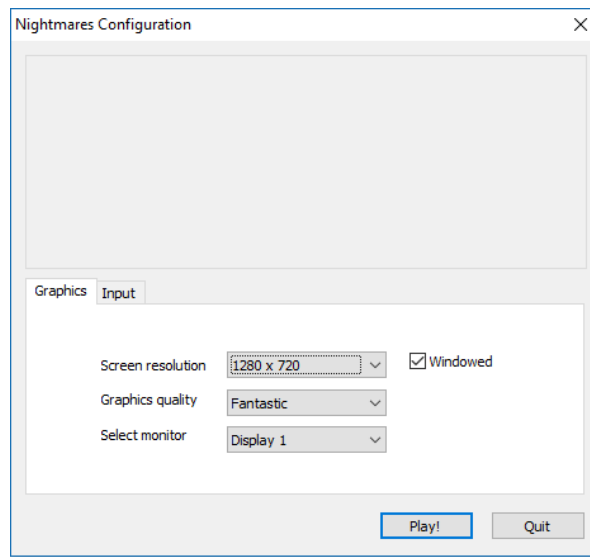 Nightmares Configuration
Graphics
Input
Screen resolution 1280 x 720 Windowed
Graphics quality Fantastic
Select monitor Display 1
Play! Quit